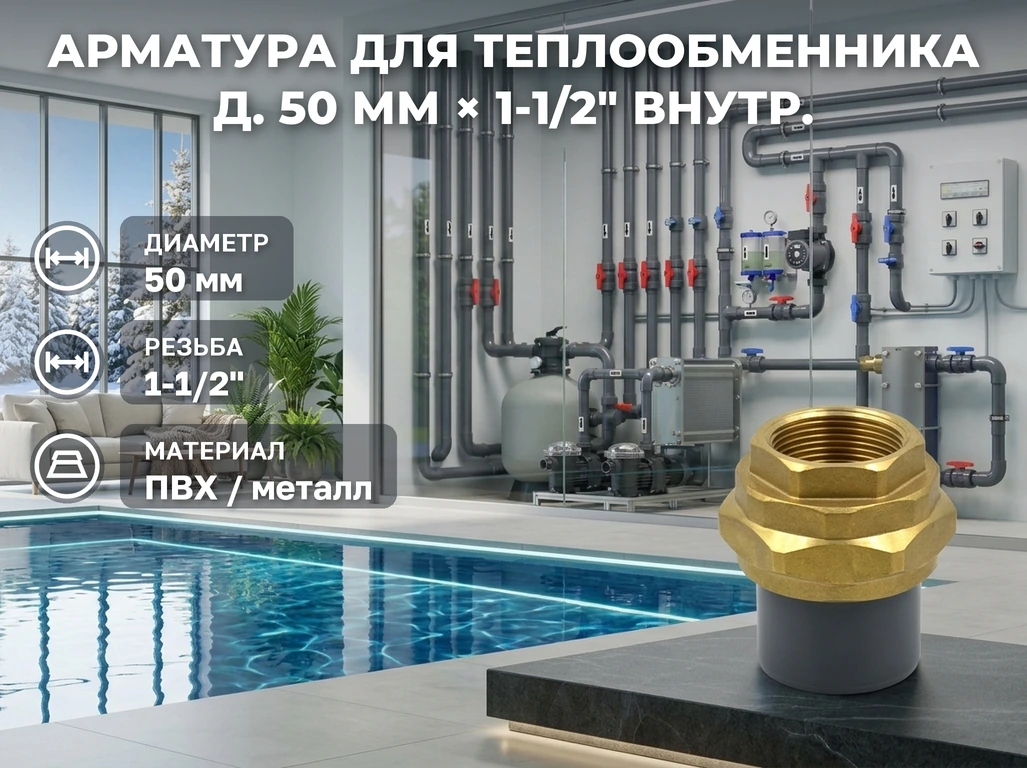 АРМАТУРА ДЛЯ ТЕПЛООБМЕННИКА
Д. 50 ММ × 1-1/2" ВНУТР.
ДИАМЕТР
50 мм
РЕЗЬБА
1-1/2"
МАТЕРИАЛ
ПВХ / металл